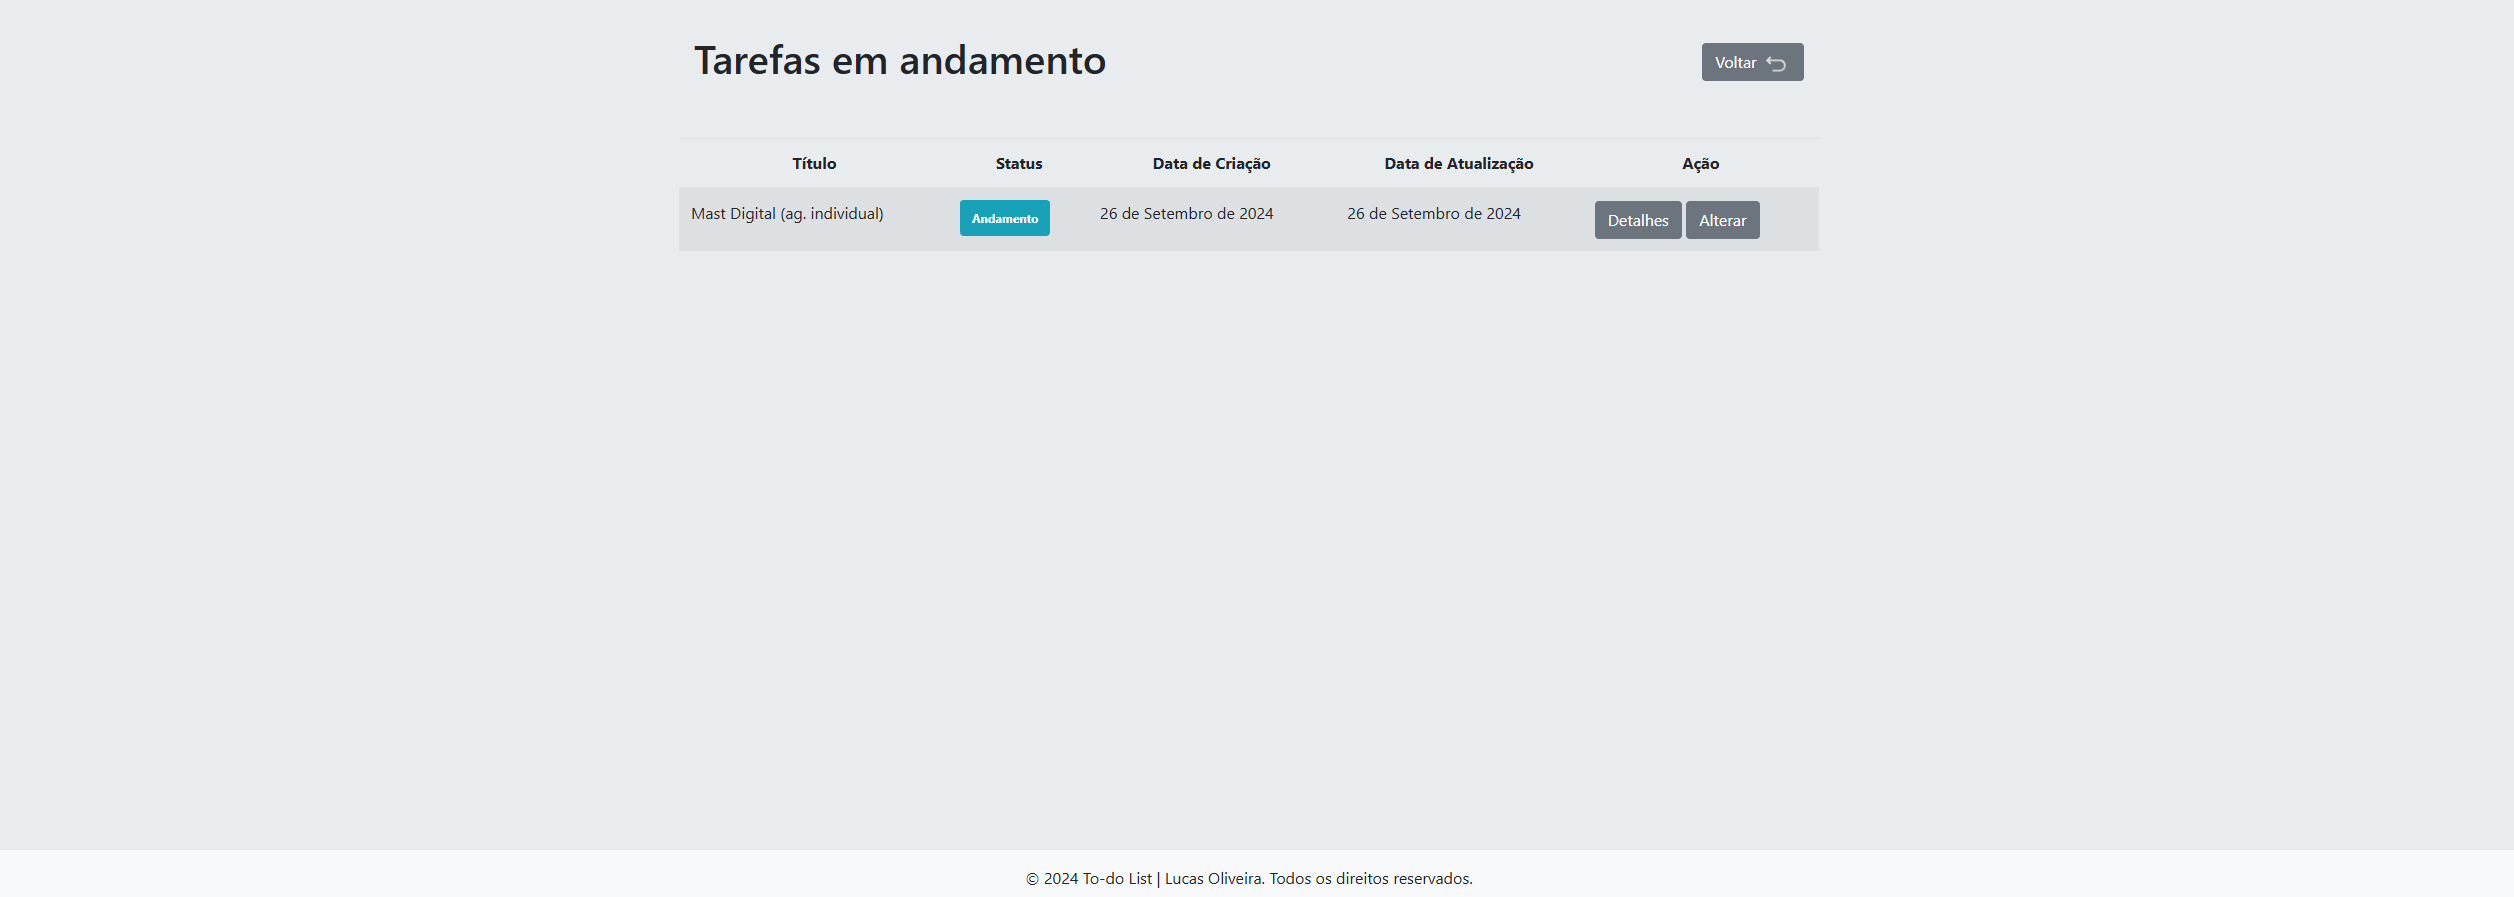 Tarefas em andamento
Voltar
Título Status Data de Criação Data de Atualização Ação
Mast Digital (ag. individual) Andamento 26 de Setembro de 2024 26 de Setembro de 2024 Detalhes Alterar
© 2024 To-do List | Lucas Oliveira. Todos os direitos reservados.